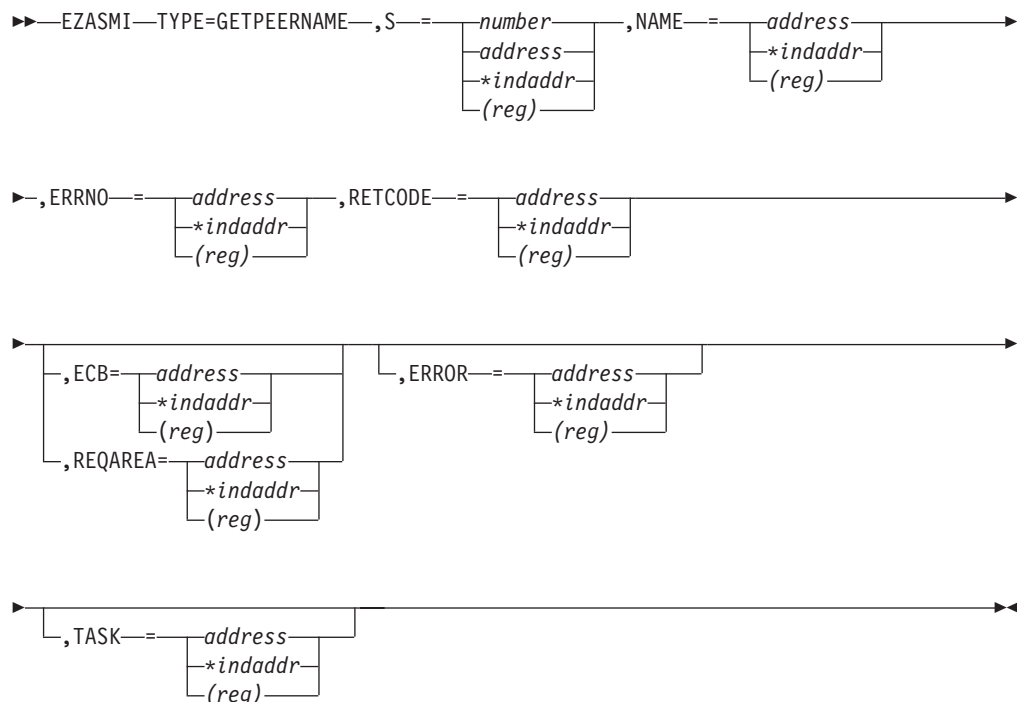 EZASMI TYPE=GETPEERNAME ,S = number ,NAME = address
address *indaddr
*indaddr (reg)
(reg)
,ERRNO = address ,RETCODE = address
*indaddr *indaddr
(reg) (reg)
,ECB= address ,ERROR = address
*indaddr *indaddr
(reg) (reg)
,REQAREA= address
*indaddr
(reg)
,TASK = address
*indaddr
(reg)